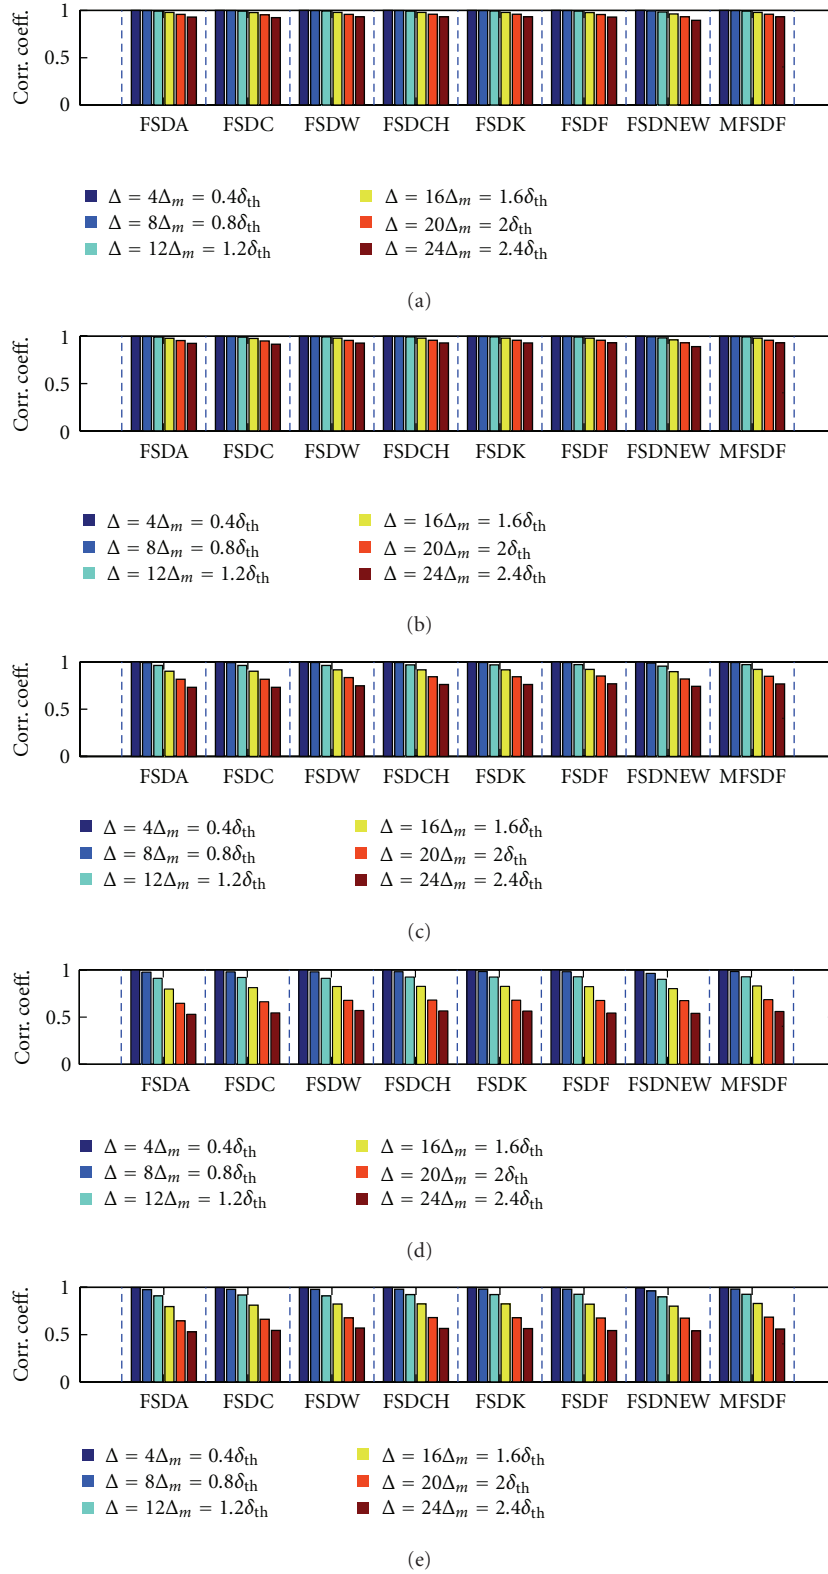 1
0.5
0
Corr. coeff.
FSDA FSDC FSDW FSDCH FSDK FSDF FSDNEW MFSDF
Δ = 4Δm = 0.4δth
Δ = 8Δm = 0.8δth
Δ = 12Δm = 1.2δth
Δ = 16Δm = 1.6δth
Δ = 20Δm = 2δth
Δ = 24Δm = 2.4δth
(a)
1
0.5
0
Corr. coeff.
FSDA FSDC FSDW FSDCH FSDK FSDF FSDNEW MFSDF
Δ = 4Δm = 0.4δth
Δ = 8Δm = 0.8δth
Δ = 12Δm = 1.2δth
Δ = 16Δm = 1.6δth
Δ = 20Δm = 2δth
Δ = 24Δm = 2.4δth
(b)
1
0.5
0
Corr. coeff.
FSDA FSDC FSDW FSDCH FSDK FSDF FSDNEW MFSDF
Δ = 4Δm = 0.4δth
Δ = 8Δm = 0.8δth
Δ = 12Δm = 1.2δth
Δ = 16Δm = 1.6δth
Δ = 20Δm = 2δth
Δ = 24Δm = 2.4δth
(c)
1
0.5
0
Corr. coeff.
FSDA FSDC FSDW FSDCH FSDK FSDF FSDNEW MFSDF
Δ = 4Δm = 0.4δth
Δ = 8Δm = 0.8δth
Δ = 12Δm = 1.2δth
Δ = 16Δm = 1.6δth
Δ = 20Δm = 2δth
Δ = 24Δm = 2.4δth
(d)
1
0.5
0
Corr. coeff.
FSDA FSDC FSDW FSDCH FSDK FSDF FSDNEW MFSDF
Δ = 4Δm = 0.4δth
Δ = 8Δm = 0.8δth
Δ = 12Δm = 1.2δth
Δ = 16Δm = 1.6δth
Δ = 20Δm = 2δth
Δ = 24Δm = 2.4δth
(e)